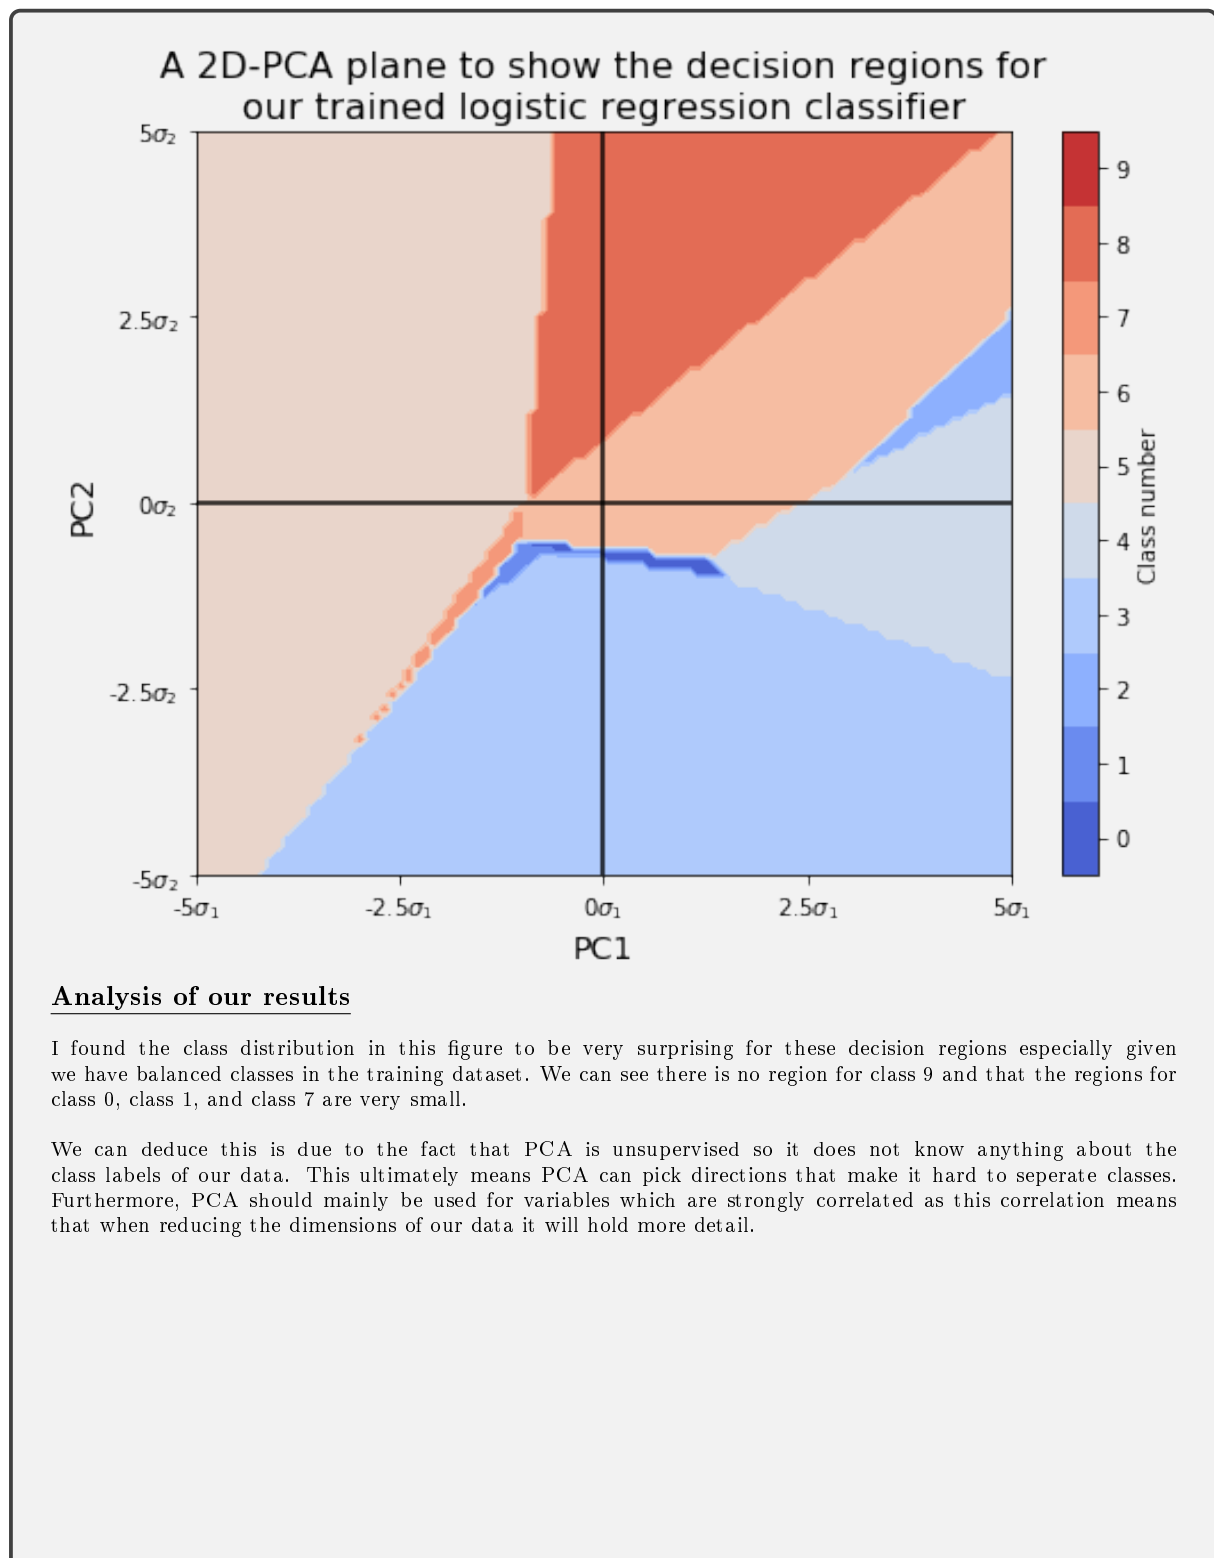 A 2D-PCA plane to show the decision regions for
our trained logistic regression classifier
5σ₂
2.5σ₂
0σ₂
-2.5σ₂
-5σ₂
PC2
-5σ₁
-2.5σ₁
0σ₁
2.5σ₁
5σ₁
PC1
9
8
7
6
5
4
3
2
1
0
Class number
Analysis of our results
I found the class distribution in this figure to be very surprising for these decision regions especially given
we have balanced classes in the training dataset. We can see there is no region for class 9 and that the regions for
class 0, class 1, and class 7 are very small.
We can deduce this is due to the fact that PCA is unsupervised so it does not know anything about the
class labels of our data. This ultimately means PCA can pick directions that make it hard to seperate classes.
Furthermore, PCA should mainly be used for variables which are strongly correlated as this correlation means
that when reducing the dimensions of our data it will hold more detail.